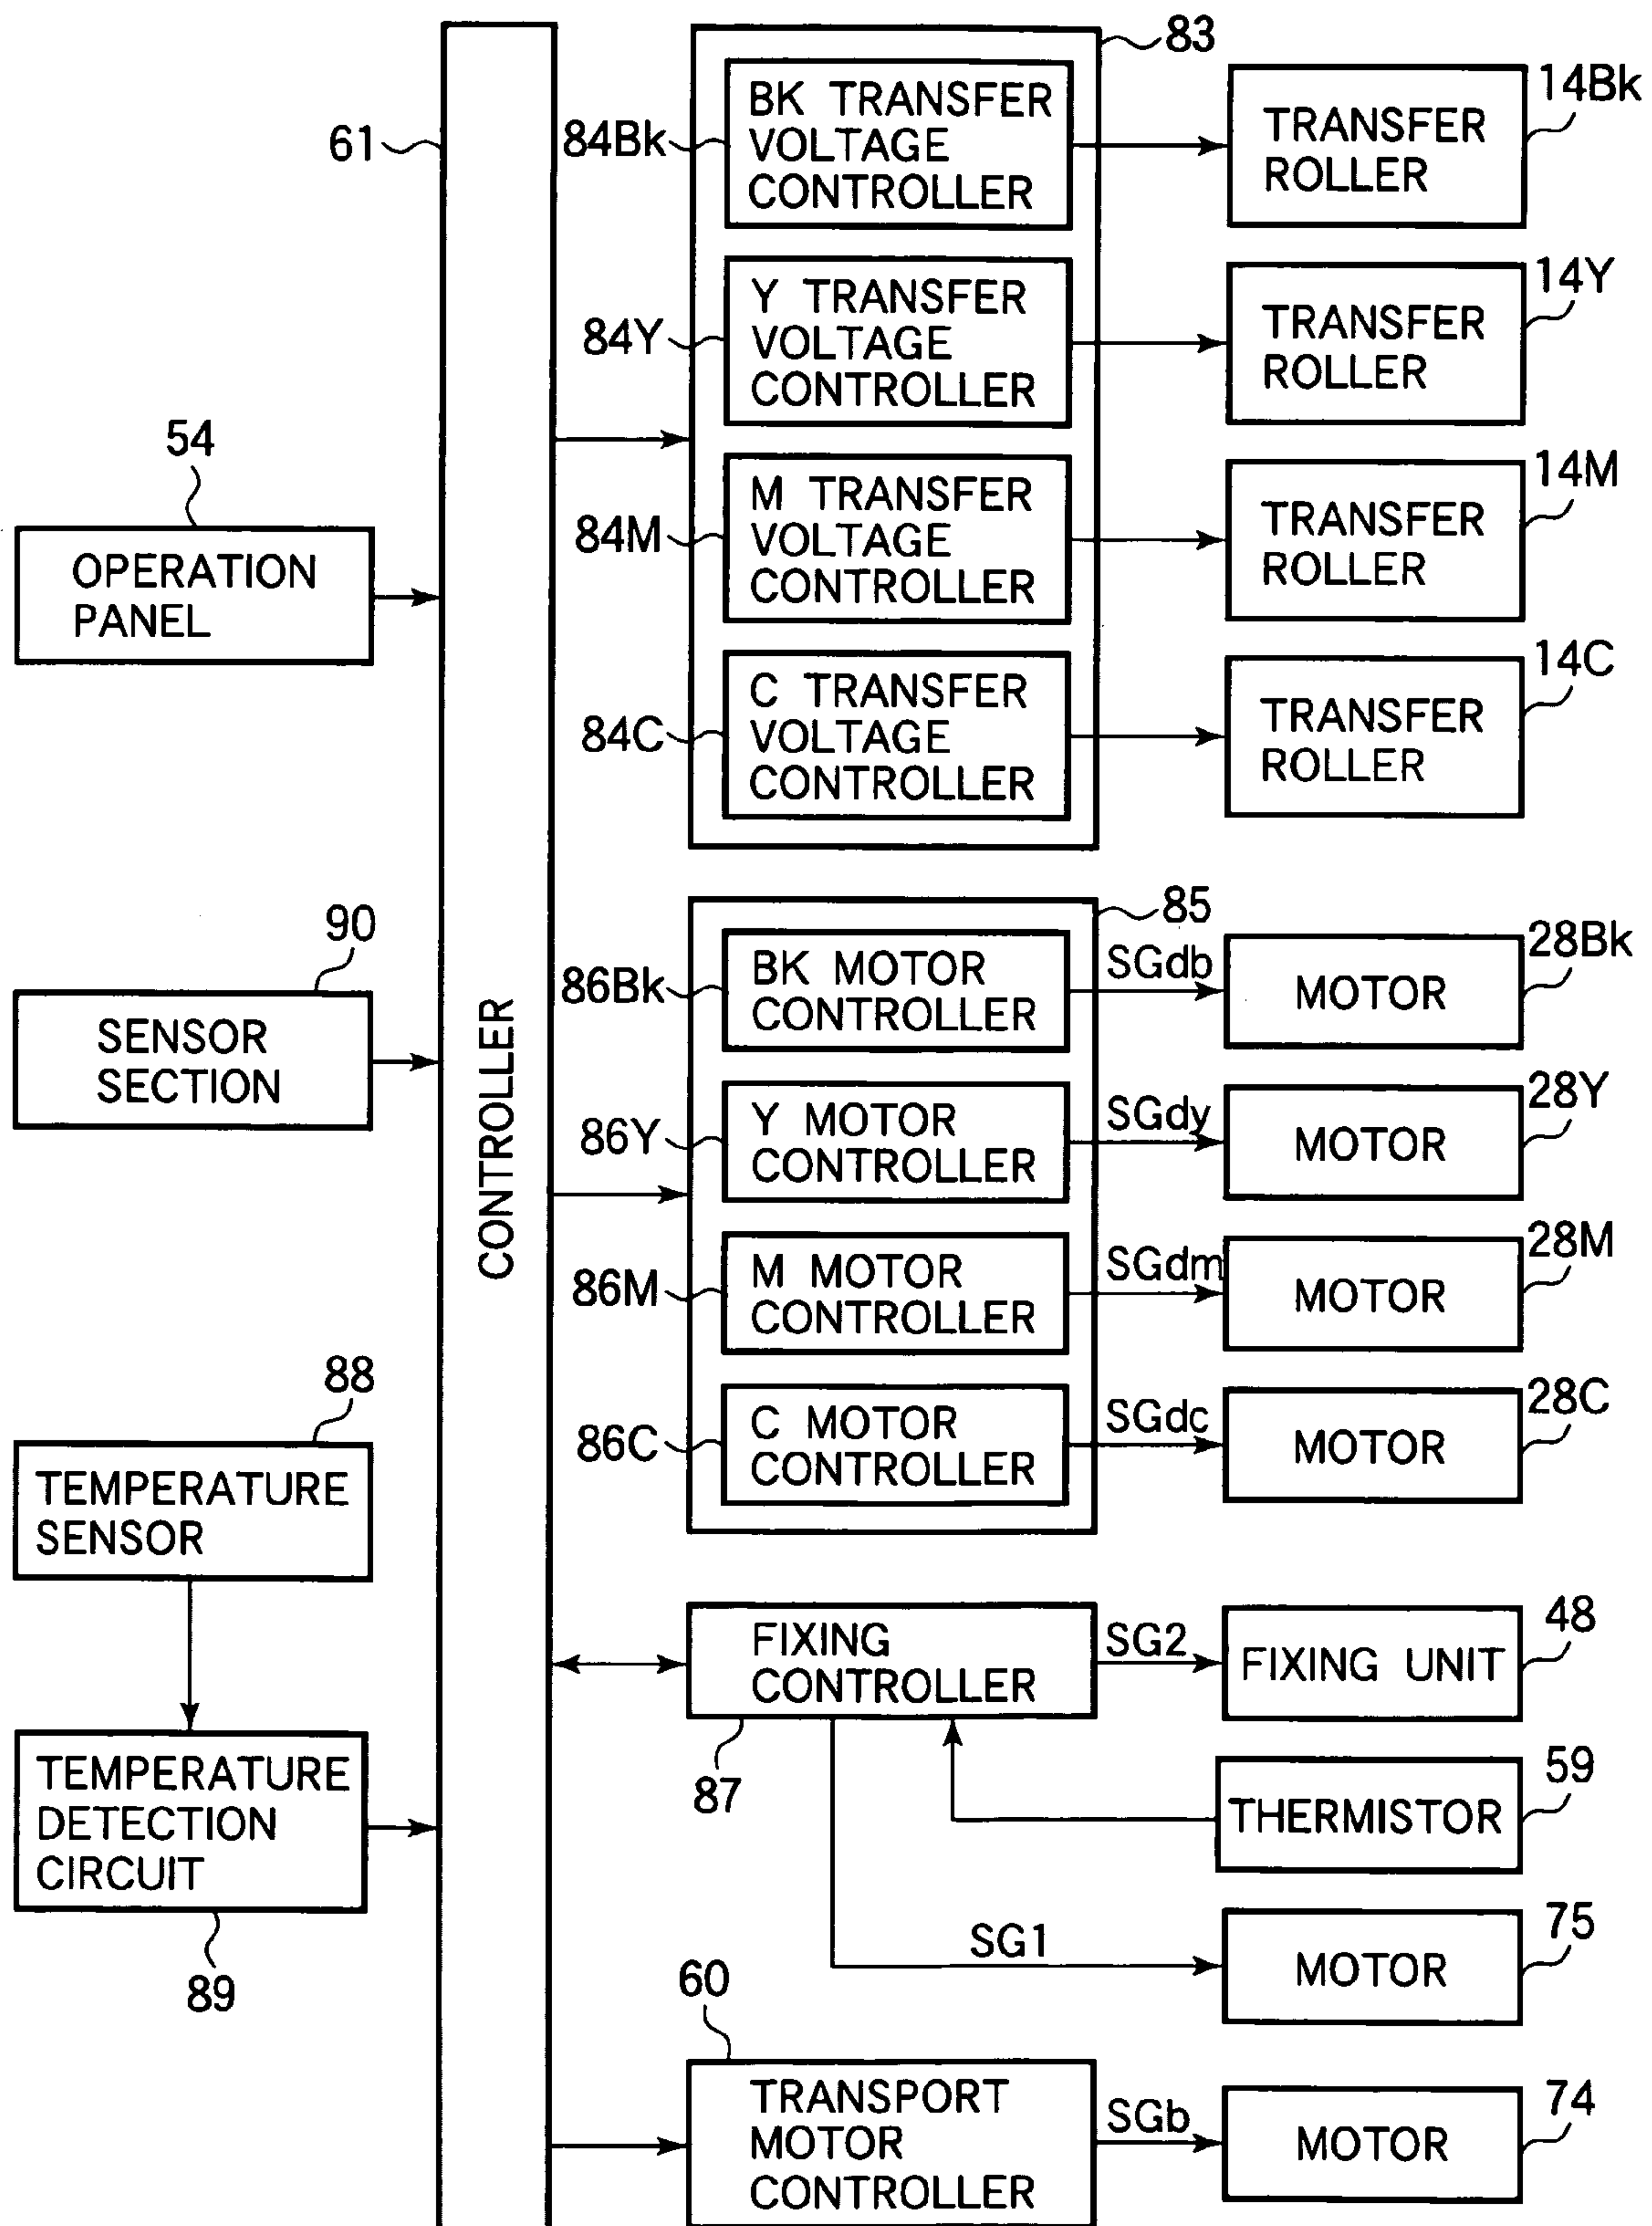 61
CONTROLLER
54
OPERATION
PANEL
90
SENSOR
SECTION
88
TEMPERATURE
SENSOR
TEMPERATURE
DETECTION
CIRCUIT
89
83
84Bk
BK TRANSFER
VOLTAGE
CONTROLLER
14Bk
TRANSFER
ROLLER
84Y
Y TRANSFER
VOLTAGE
CONTROLLER
14Y
TRANSFER
ROLLER
84M
M TRANSFER
VOLTAGE
CONTROLLER
14M
TRANSFER
ROLLER
84C
C TRANSFER
VOLTAGE
CONTROLLER
14C
TRANSFER
ROLLER
85
86Bk
BK MOTOR
CONTROLLER
SGdb
28Bk
MOTOR
86Y
Y MOTOR
CONTROLLER
SGdy
28Y
MOTOR
86M
M MOTOR
CONTROLLER
SGdm
28M
MOTOR
86C
C MOTOR
CONTROLLER
SGdc
28C
MOTOR
FIXING
CONTROLLER
87
SG2
48
FIXING UNIT
59
THERMISTOR
SG1
75
MOTOR
60
TRANSPORT
MOTOR
CONTROLLER
SGb
74
MOTOR